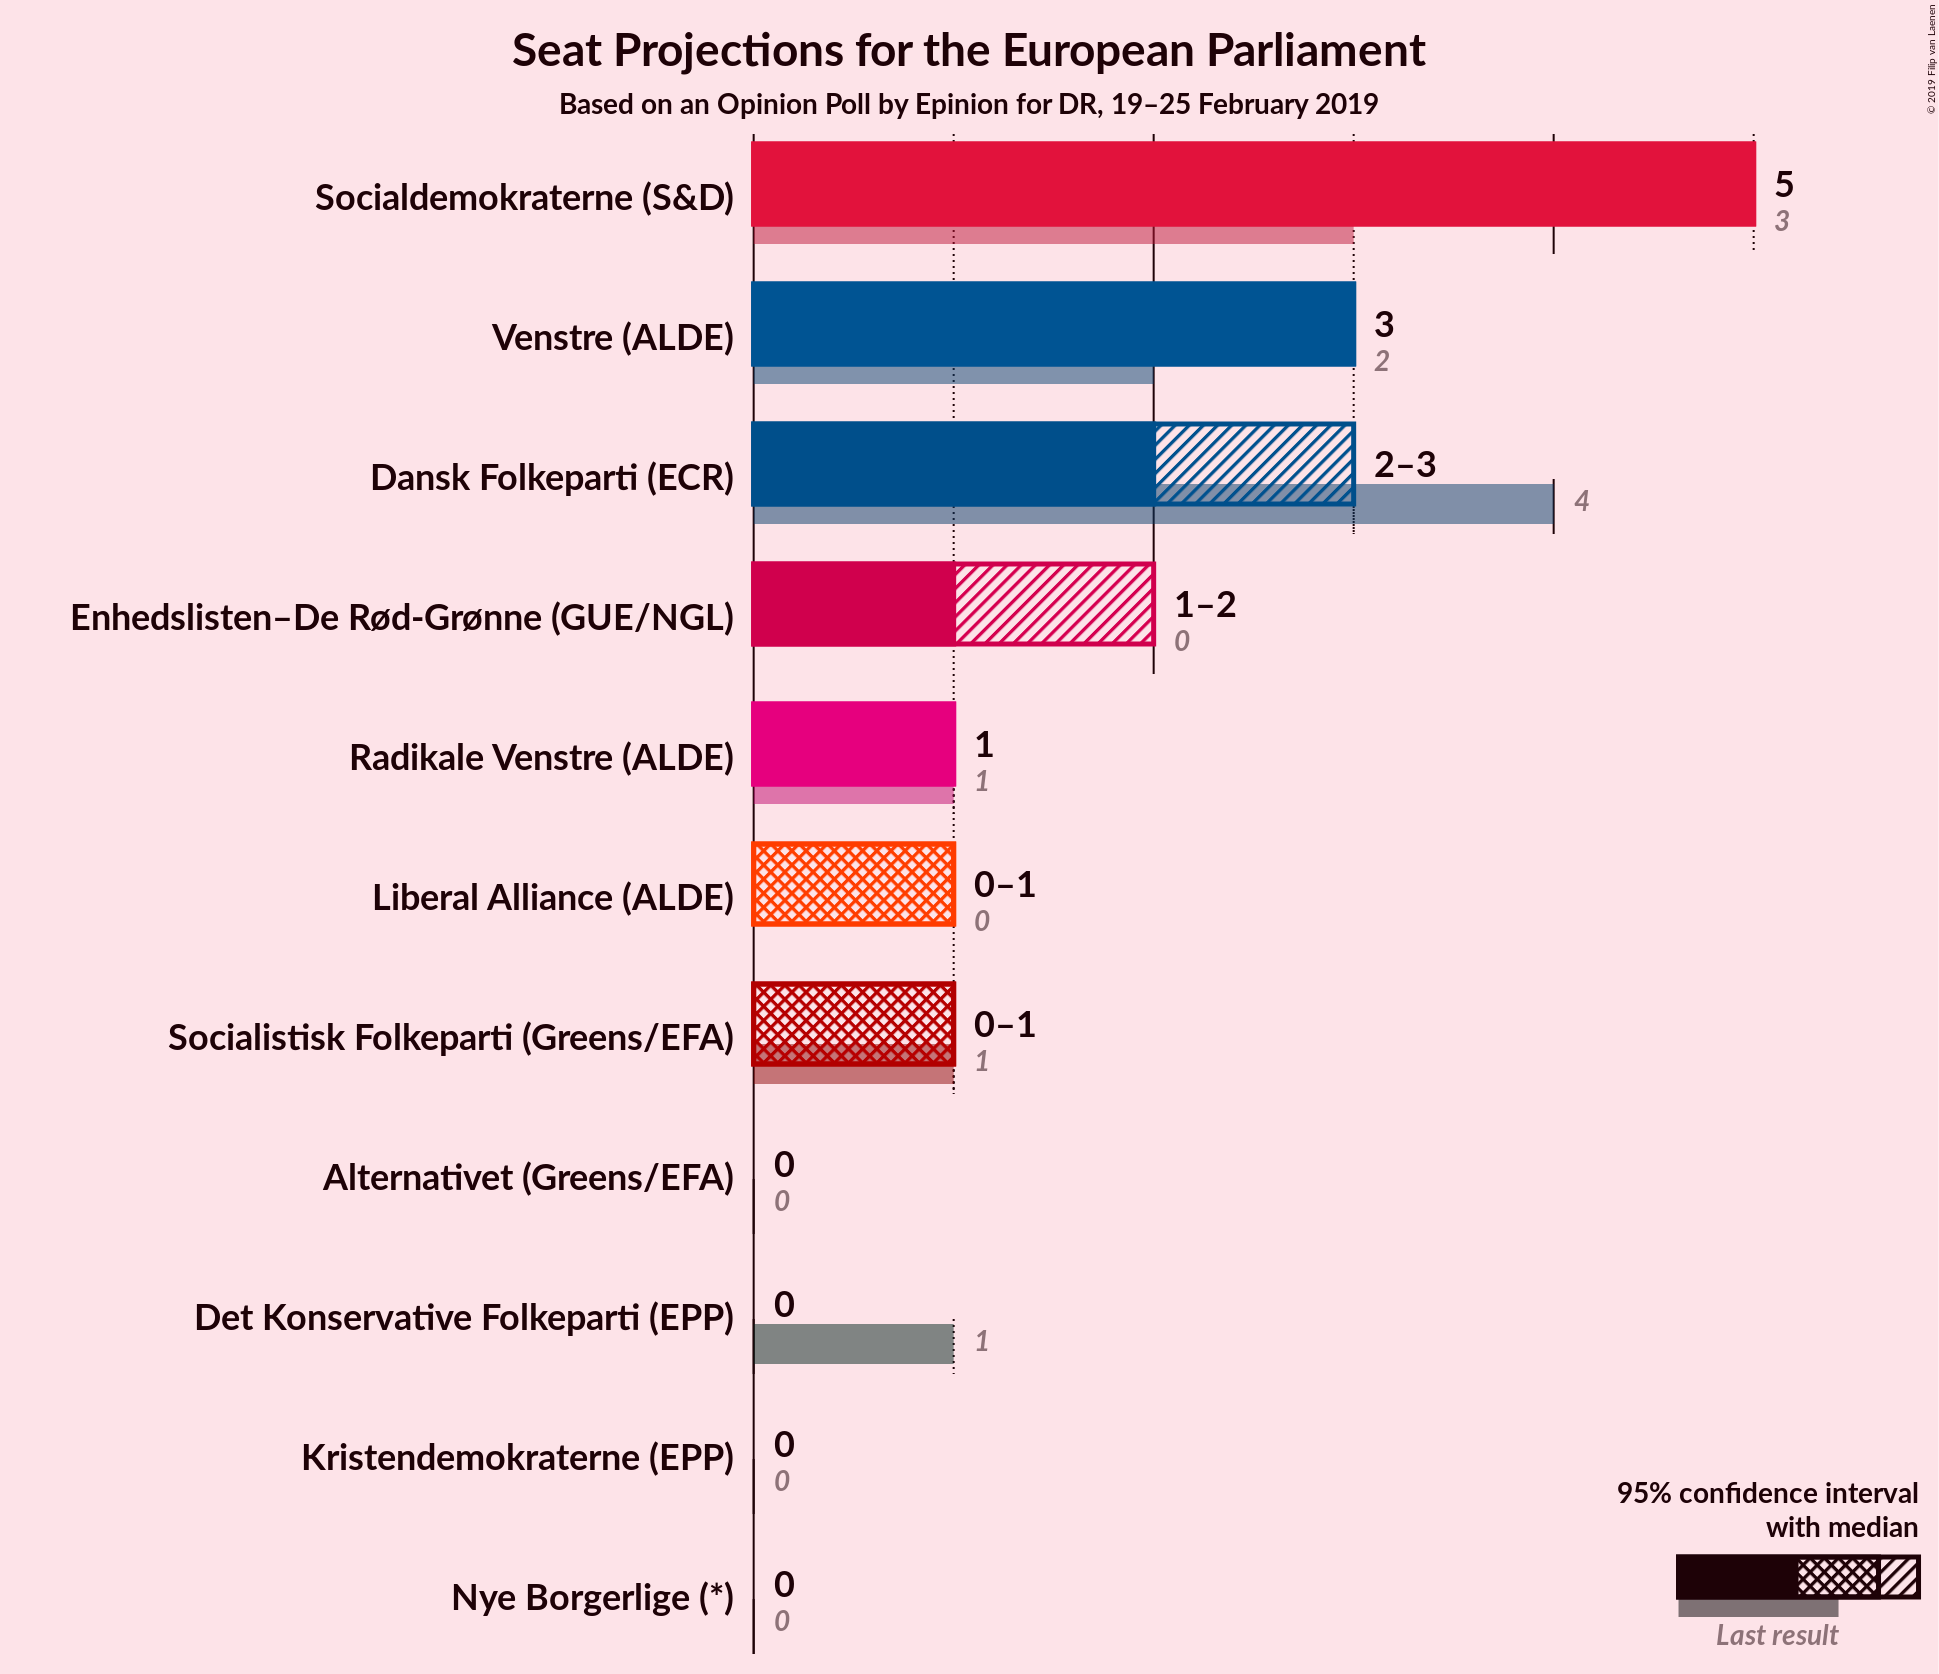 Seat Projections for the European Parliament
Based on an Opinion Poll by Epinion for DR, 19–25 February 2019
© 2019 Filip van Laenen
Socialdemokraterne (S&D)
5
3
Venstre (ALDE)
3
2
Dansk Folkeparti (ECR)
2–3
4
Enhedslisten–De Rød-Grønne (GUE/NGL)
1–2
0
Radikale Venstre (ALDE)
1
1
Liberal Alliance (ALDE)
0–1
0
Socialistisk Folkeparti (Greens/EFA)
0–1
1
Alternativet (Greens/EFA)
0
0
Det Konservative Folkeparti (EPP)
0
1
Kristendemokraterne (EPP)
0
0
Nye Borgerlige (*)
0
0
95% confidence interval
with median
Last result